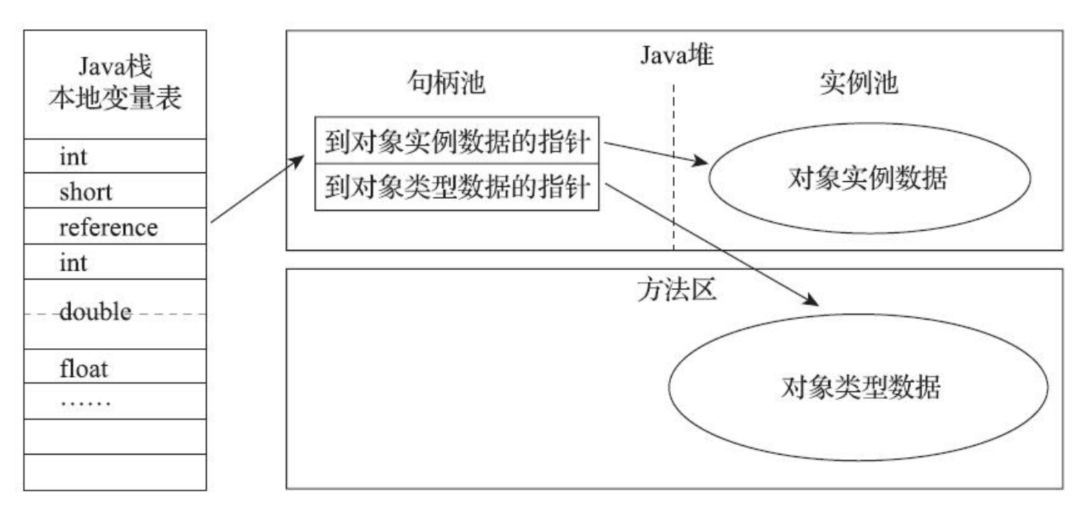 Java栈
本地变量表
int
short
reference
int
double
float
……
Java堆
句柄池
实例池
到对象实例数据的指针
到对象类型数据的指针
对象实例数据
方法区
对象类型数据